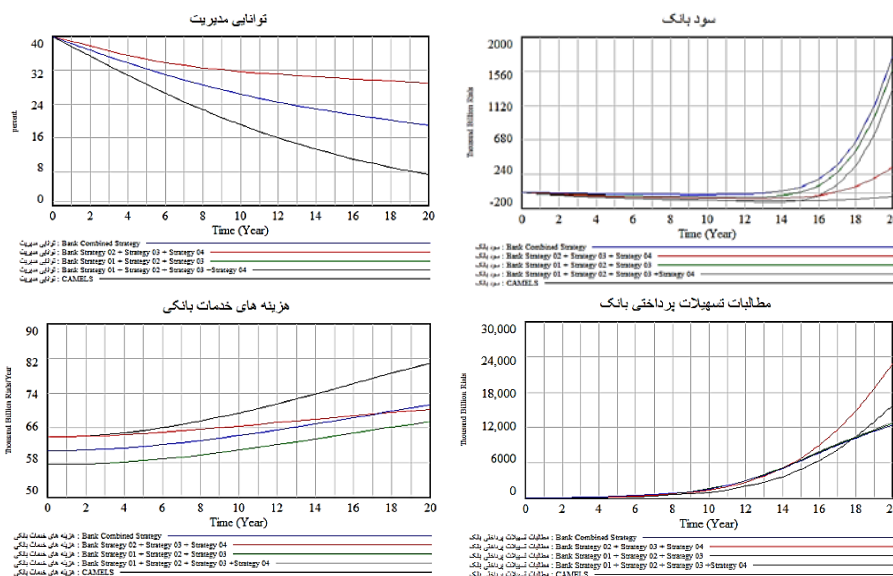 توانایی مدیریت
40
32
24
16
8
0
percent
0 2 4 6 8 10 12 14 16 18 20
Time (Year)
توانایی مدیریت : Bank Combined Strategy
توانایی مدیریت : Bank Strategy 02 + Strategy 03 + Strategy 04
توانایی مدیریت : Bank Strategy 01 + Strategy 02 + Strategy 03
توانایی مدیریت : Bank Strategy 01 + Strategy 02 + Strategy 03 +Strategy 04
توانایی مدیریت : CAMELS
سود بانک
2000
1560
1120
680
240
-200
Thousand Billion Rials
0 2 4 6 8 10 12 14 16 18 20
Time (Year)
سود بانک : Bank Combined Strategy
سود بانک : Bank Strategy 02 + Strategy 03 + Strategy 04
سود بانک : Bank Strategy 01 + Strategy 02 + Strategy 03
سود بانک : Bank Strategy 01 + Strategy 02 + Strategy 03 +Strategy 04
سود بانک : CAMELS
هزینه های خدمات بانکی
90
82
74
66
58
50
Thousand Billion Rials/Year
0 2 4 6 8 10 12 14 16 18 20
Time (Year)
هزینه های خدمات بانکی : Bank Combined Strategy
هزینه های خدمات بانکی : Bank Strategy 02 + Strategy 03 + Strategy 04
هزینه های خدمات بانکی : Bank Strategy 01 + Strategy 02 + Strategy 03
هزینه های خدمات بانکی : Bank Strategy 01 + Strategy 02 + Strategy 03 +Strategy 04
هزینه های خدمات بانکی : CAMELS
مطالبات تسهیلات پرداختی بانک
30,000
24,000
18,000
12,000
6000
0
Thousand Billion Rials
0 2 4 6 8 10 12 14 16 18 20
Time (Year)
مطالبات تسهیلات پرداختی بانک : Bank Combined Strategy
مطالبات تسهیلات پرداختی بانک : Bank Strategy 02 + Strategy 03 + Strategy 04
مطالبات تسهیلات پرداختی بانک : Bank Strategy 01 + Strategy 02 + Strategy 03
مطالبات تسهیلات پرداختی بانک : Bank Strategy 01 + Strategy 02 + Strategy 03 +Strategy 04
مطالبات تسهیلات پرداختی بانک : CAMELS